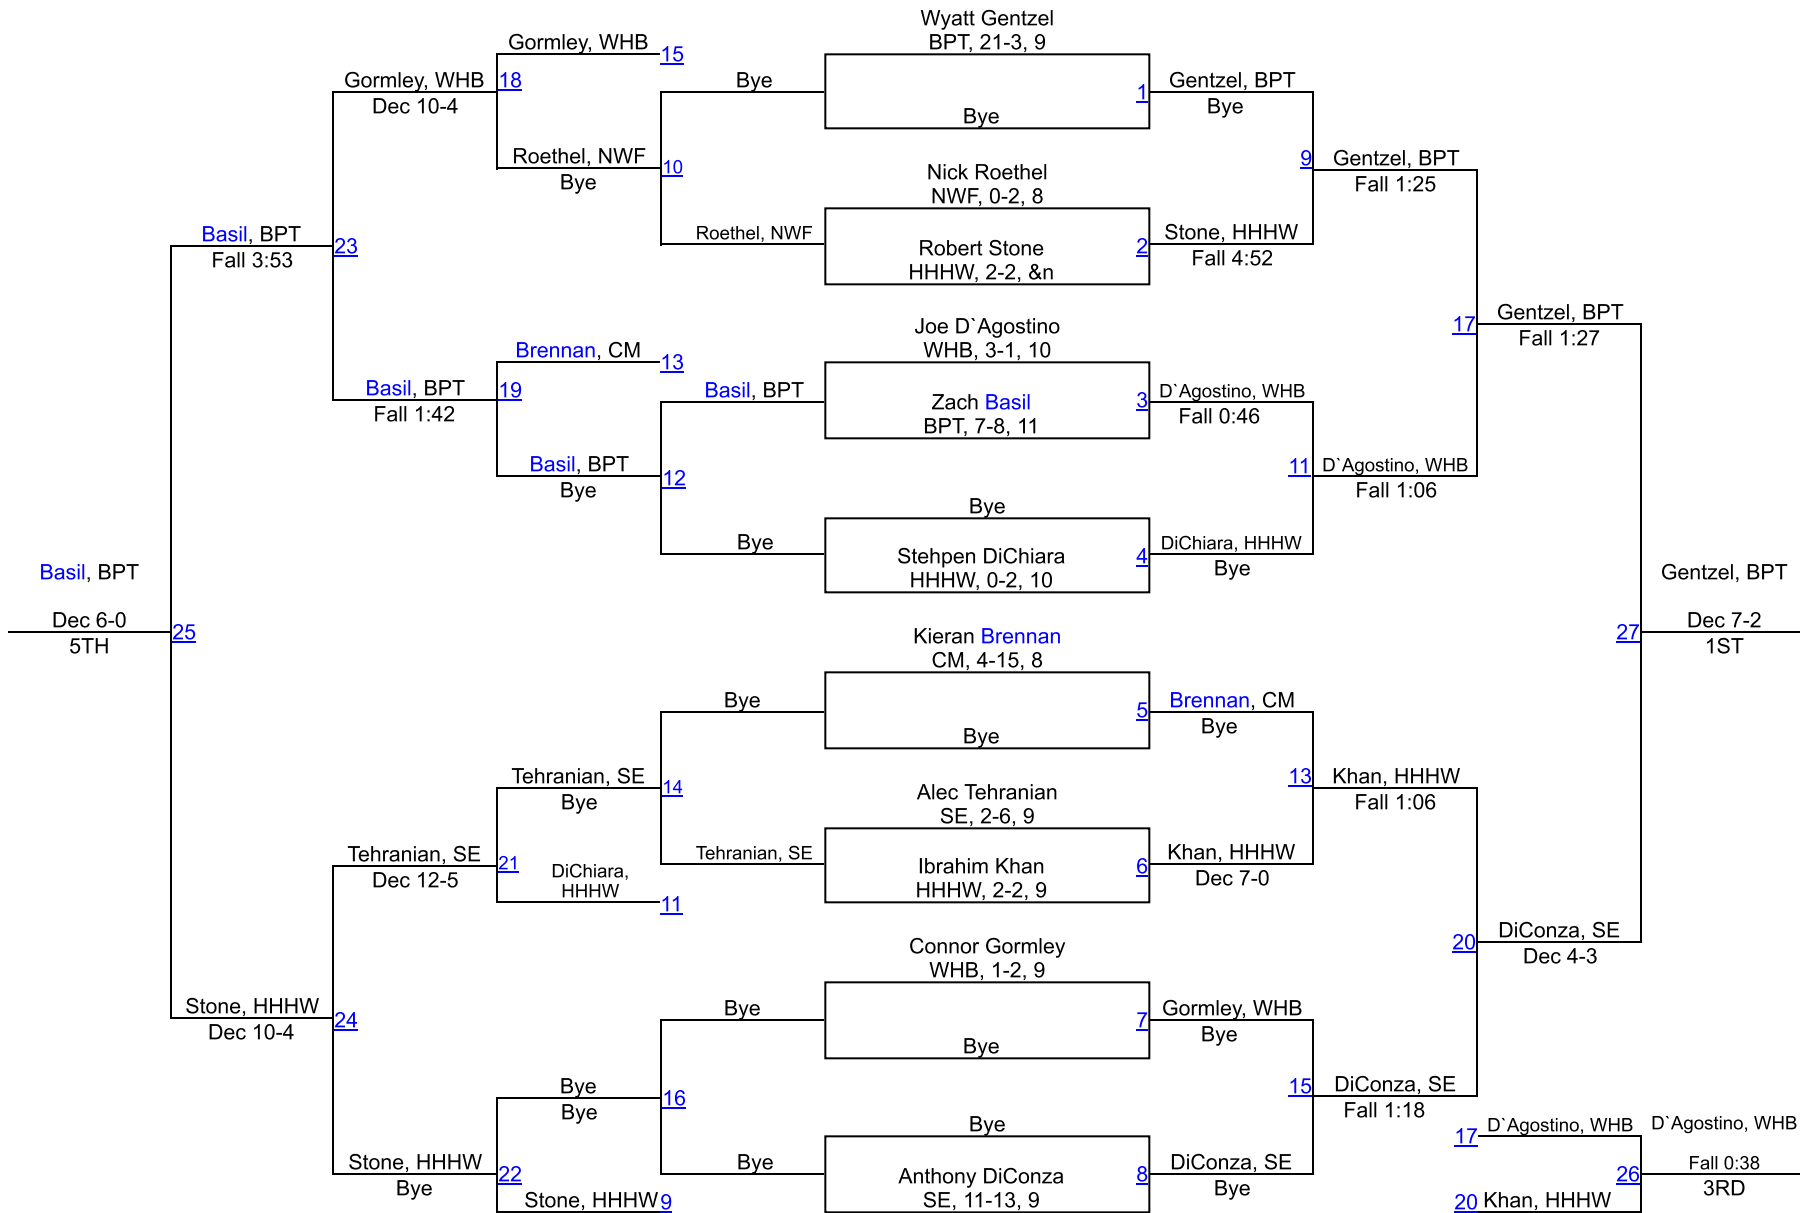 Wyatt Gentzel
BPT, 21-3, 9
Gormley, WHB
15
Gormley, WHB
18
Dec 10-4
Bye
1
Gentzel, BPT
Bye
Bye
Roethel, NWF
10
Bye
9
Gentzel, BPT
Fall 1:25
Nick Roethel
NWF, 0-2, 8
Basil, BPT
23
Fall 3:53
Roethel, NWF
Robert Stone
HHHW, 2-2, &n
2
Stone, HHHW
Fall 4:52
17
Gentzel, BPT
Fall 1:27
Joe D`Agostino
WHB, 3-1, 10
Brennan, CM
13
Basil, BPT
19
Fall 1:42
Basil, BPT
Zach Basil
BPT, 7-8, 11
3
D`Agostino, WHB
Fall 0:46
Basil, BPT
12
Bye
11
D`Agostino, WHB
Fall 1:06
Bye
Bye
Stehpen DiChiara
HHHW, 0-2, 10
4
DiChiara, HHHW
Bye
Basil, BPT
Dec 6-0
25
5TH
Gentzel, BPT
27
Dec 7-2
1ST
Kieran Brennan
CM, 4-15, 8
Bye
5
Brennan, CM
Bye
Bye
Tehranian, SE
14
Bye
13
Khan, HHHW
Fall 1:06
Alec Tehranian
SE, 2-6, 9
Tehranian, SE
21
Dec 12-5
Tehranian, SE
Ibrahim Khan
HHHW, 2-2, 9
6
Khan, HHHW
Dec 7-0
DiChiara,
HHHW
11
20
DiConza, SE
Dec 4-3
Connor Gormley
WHB, 1-2, 9
Stone, HHHW
24
Dec 10-4
Bye
7
Gormley, WHB
Bye
Bye
Bye
16
Bye
15
DiConza, SE
Fall 1:18
Bye
Stone, HHHW
22
Bye
Bye
Anthony DiConza
SE, 11-13, 9
8
DiConza, SE
Bye
Stone, HHHW
9
17
D`Agostino, WHB
D`Agostino, WHB
26
Fall 0:38
3RD
20
Khan, HHHW